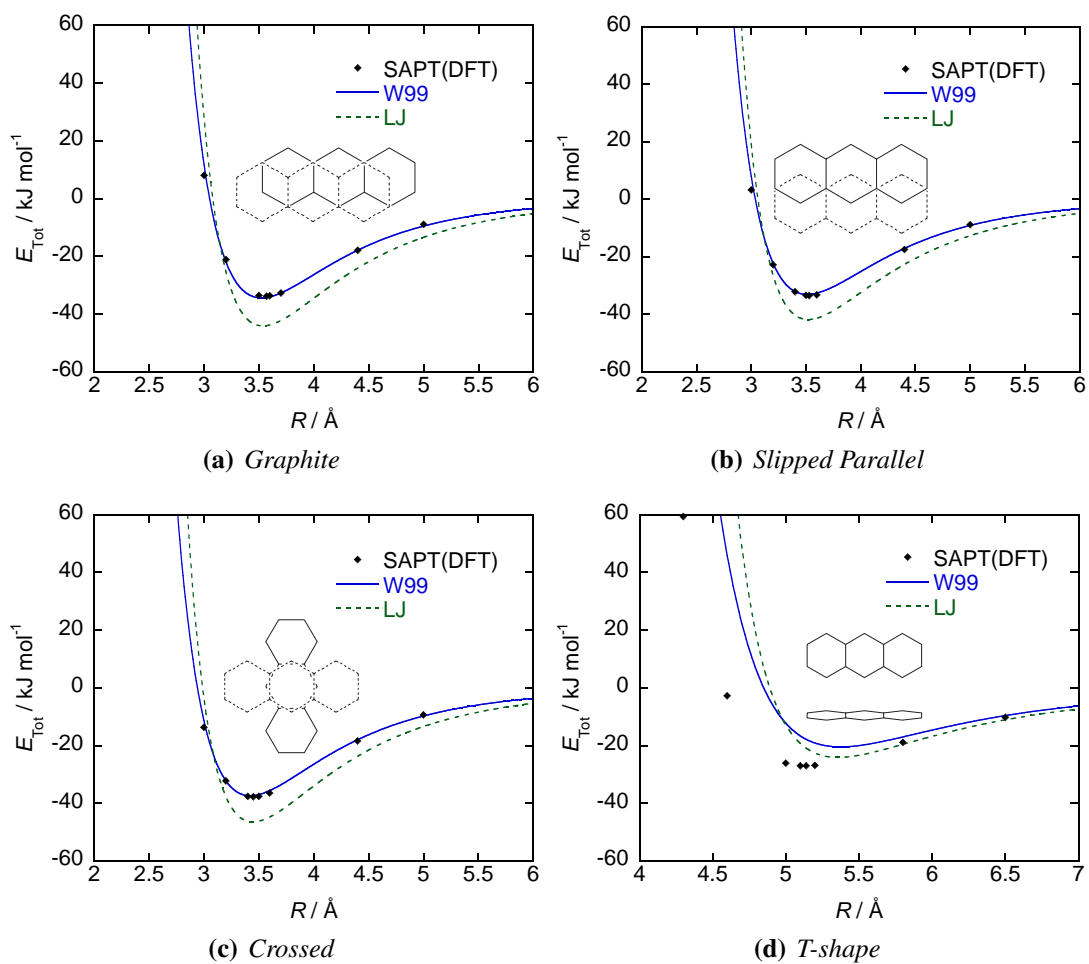 60
40
20
0
-20
-40
-60
E_Tot / kJ mol⁻¹
SAPT(DFT)
W99
LJ
2 2.5 3 3.5 4 4.5 5 5.5 6
R / Å
(a) Graphite
60
40
20
0
-20
-40
-60
E_Tot / kJ mol⁻¹
SAPT(DFT)
W99
LJ
2 2.5 3 3.5 4 4.5 5 5.5 6
R / Å
(b) Slipped Parallel
60
40
20
0
-20
-40
-60
E_Tot / kJ mol⁻¹
SAPT(DFT)
W99
LJ
2 2.5 3 3.5 4 4.5 5 5.5 6
R / Å
(c) Crossed
60
40
20
0
-20
-40
-60
E_Tot / kJ mol⁻¹
SAPT(DFT)
W99
LJ
4 4.5 5 5.5 6 6.5 7
R / Å
(d) T-shape